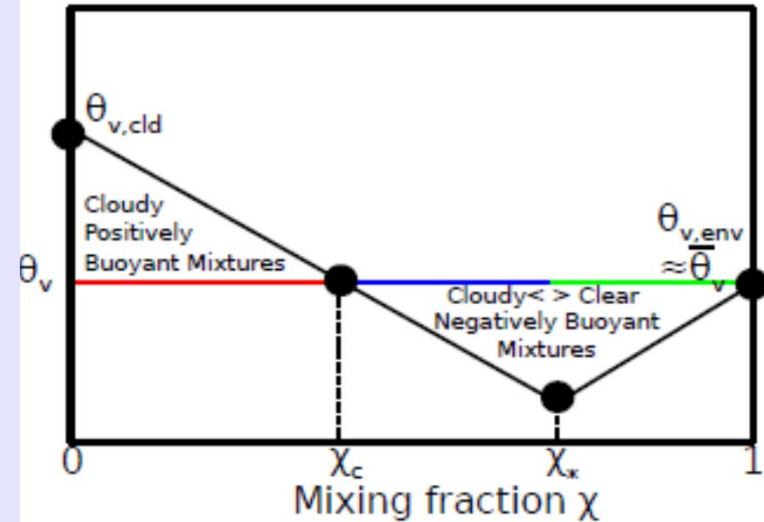 θv,cld
Cloudy
Positively
Buoyant Mixtures
θv
θv,env
≈θ̅v
Cloudy< > Clear
Negatively Buoyant
Mixtures
0
χc
χ*
1
Mixing fraction χ